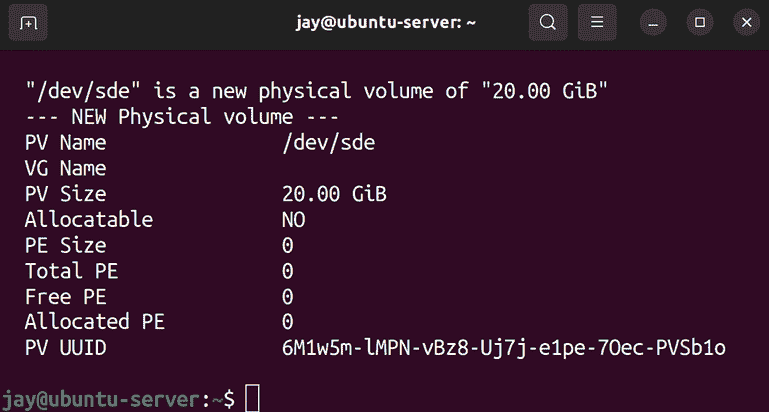 jay@ubuntu-server: ~
"/dev/sde" is a new physical volume of "20.00 GiB"
--- NEW Physical volume ---
PV Name /dev/sde
VG Name
PV Size 20.00 GiB
Allocatable NO
PE Size 0
Total PE 0
Free PE 0
Allocated PE 0
PV UUID 6M1w5m-lMPN-vBz8-Uj7j-e1pe-7Oec-PVSb1o
jay@ubuntu-server:~$